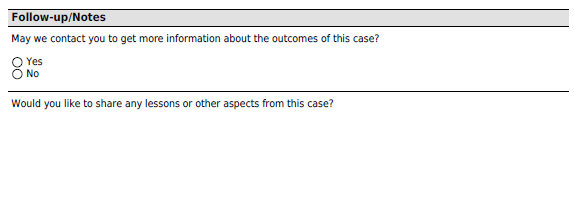 Follow-up/Notes
May we contact you to get more information about the outcomes of this case?
Yes
No
Would you like to share any lessons or other aspects from this case?